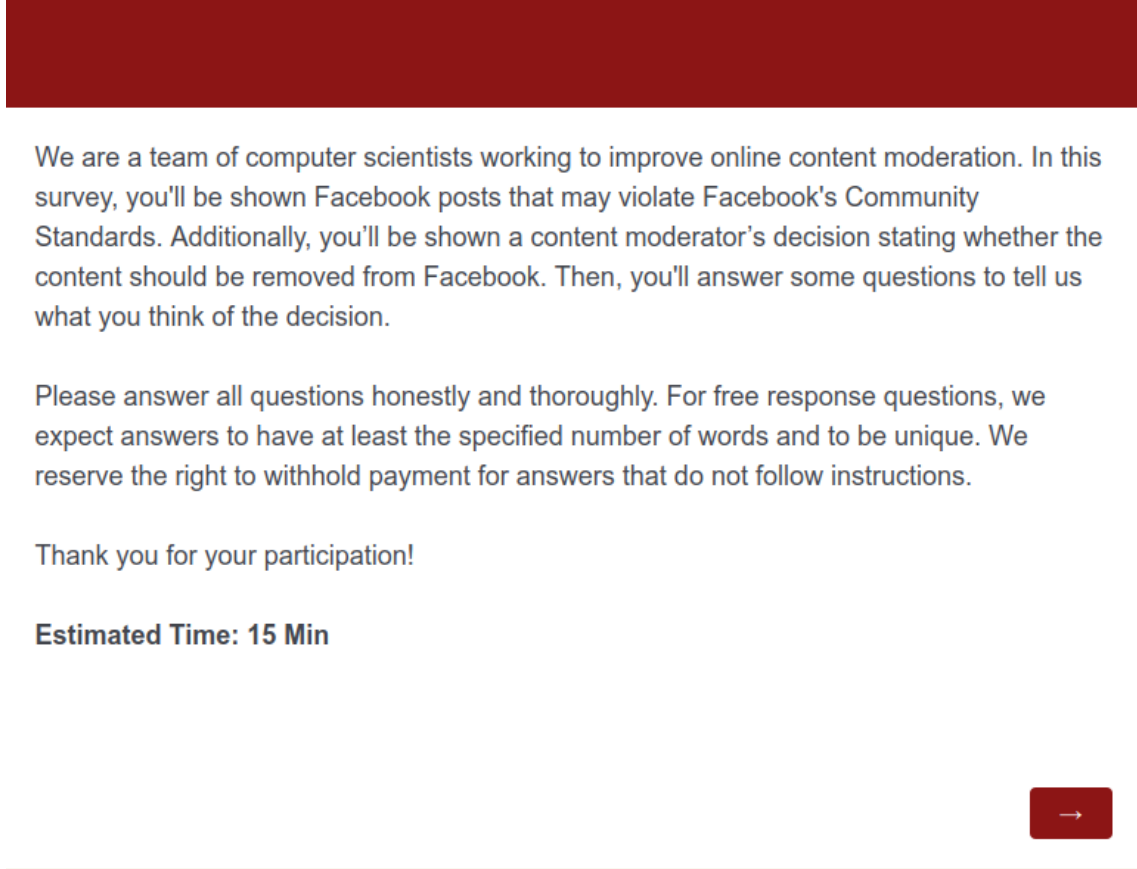 We are a team of computer scientists working to improve online content moderation. In this
survey, you'll be shown Facebook posts that may violate Facebook's Community
Standards. Additionally, you’ll be shown a content moderator’s decision stating whether the
content should be removed from Facebook. Then, you'll answer some questions to tell us
what you think of the decision.
Please answer all questions honestly and thoroughly. For free response questions, we
expect answers to have at least the specified number of words and to be unique. We
reserve the right to withhold payment for answers that do not follow instructions.
Thank you for your participation!
Estimated Time: 15 Min
→